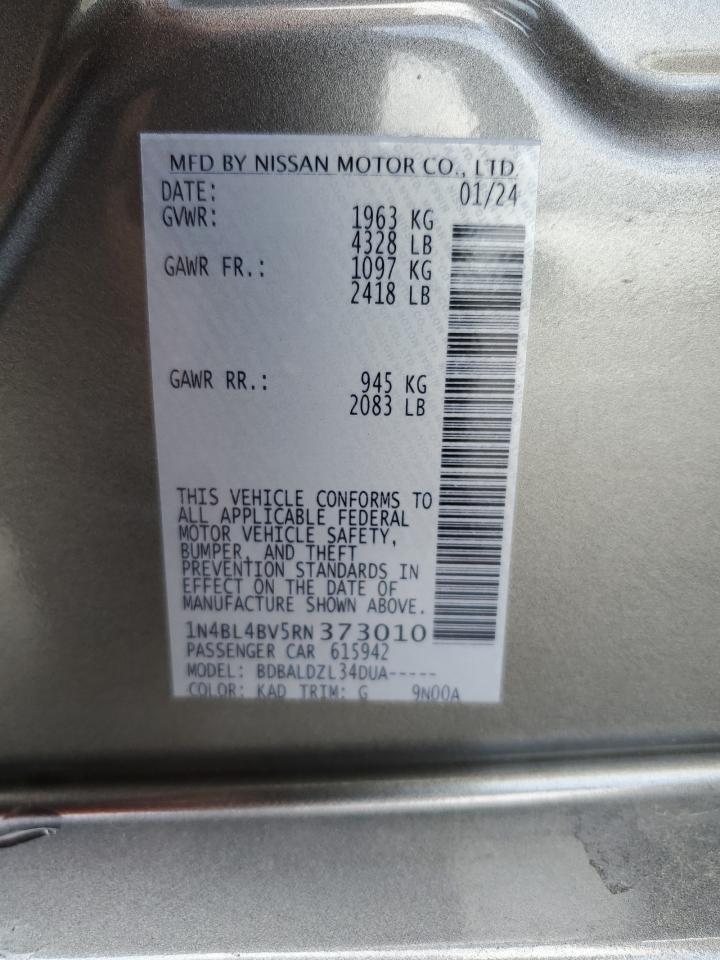 MFD BY NISSAN MOTOR CO., LTD.
DATE: 01/24
GVWR: 1963 KG
4328 LB
GAWR FR.: 1097 KG
2418 LB
GAWR RR.: 945 KG
2083 LB
THIS VEHICLE CONFORMS TO
ALL APPLICABLE FEDERAL
MOTOR VEHICLE SAFETY,
BUMPER, AND THEFT
PREVENTION STANDARDS IN
EFFECT ON THE DATE OF
MANUFACTURE SHOWN ABOVE.
1N4BL4BV5RN373010
PASSENGER CAR 615942
MODEL: BDBALDZL34DUA-----
COLOR: KAD TRIM: G 9N00A